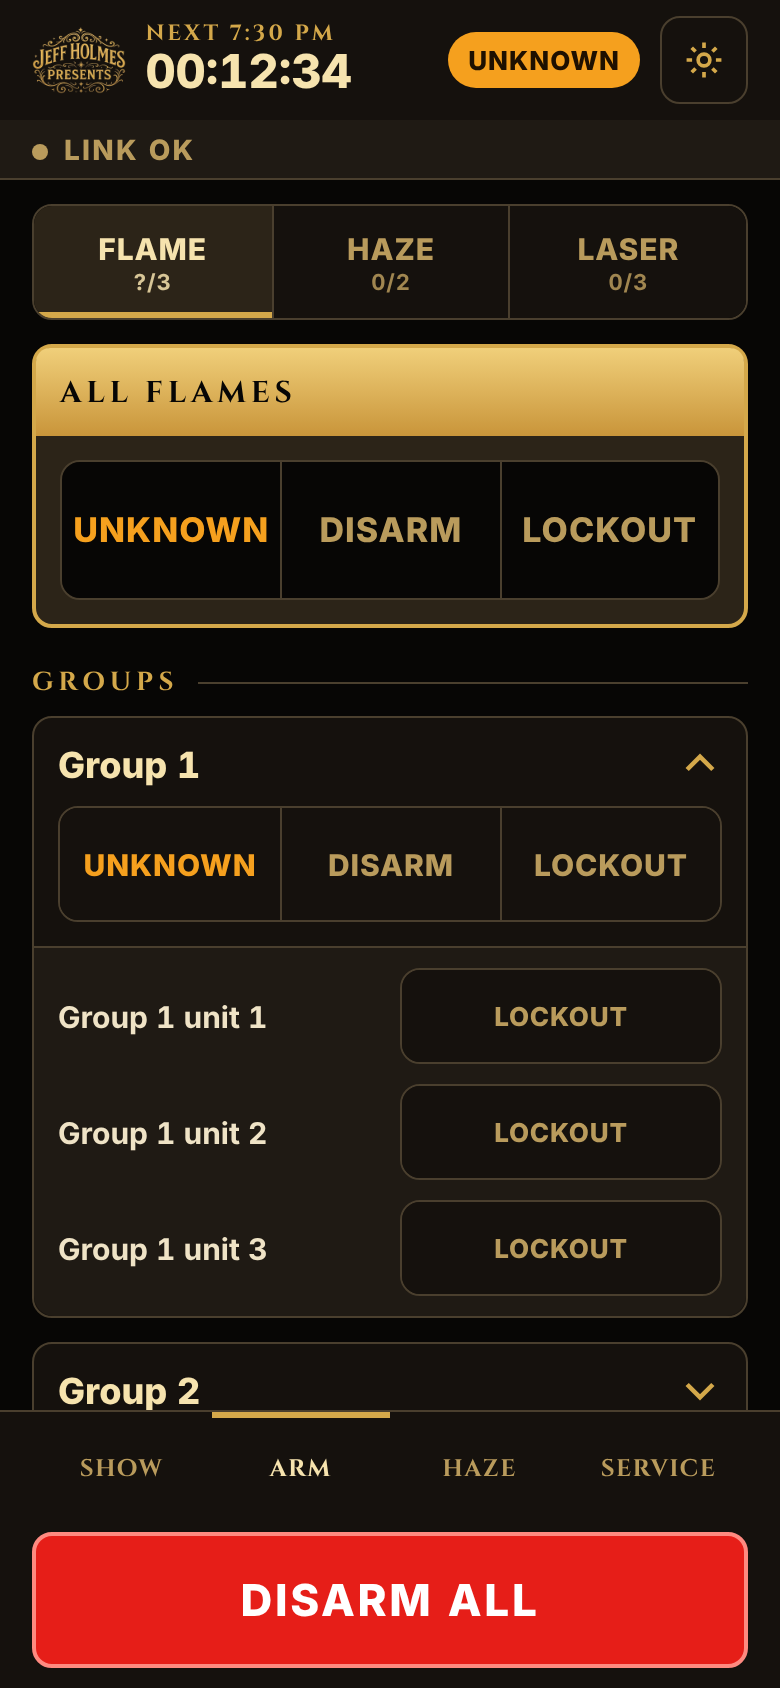 JEFF HOLMES
PRESENTS
NEXT 7:30 PM
00:12:34
UNKNOWN
LINK OK
FLAME HAZE LASER
?/3 0/2 0/3
ALL FLAMES
UNKNOWN DISARM LOCKOUT
GROUPS
Group 1
UNKNOWN DISARM LOCKOUT
Group 1 unit 1 LOCKOUT
Group 1 unit 2 LOCKOUT
Group 1 unit 3 LOCKOUT
Group 2
SHOW ARM HAZE SERVICE
DISARM ALL